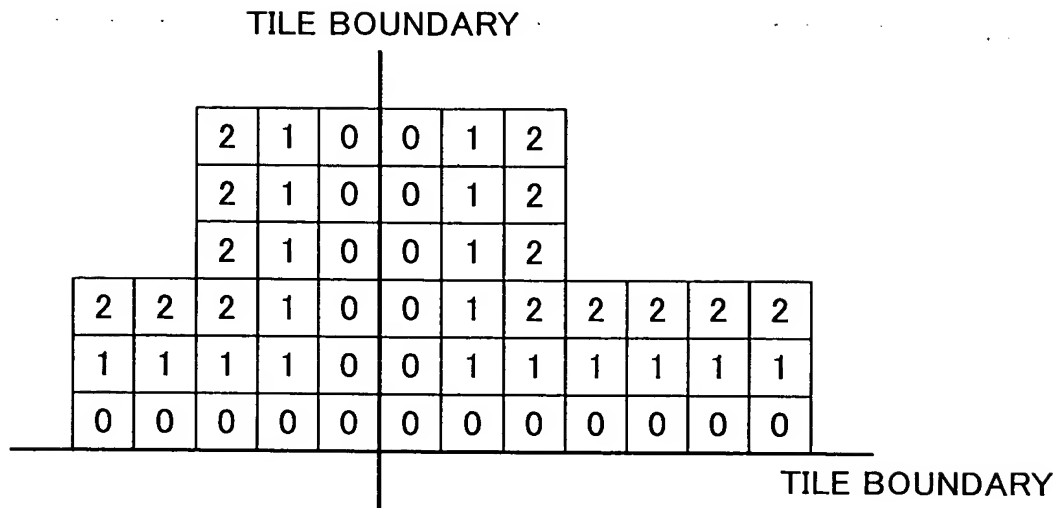 TILE BOUNDARY
2 1 0 0 1 2
2 1 0 0 1 2
2 1 0 0 1 2
2 2 2 1 0 0 1 2 2 2 2 2
1 1 1 1 0 0 1 1 1 1 1 1
0 0 0 0 0 0 0 0 0 0 0 0
TILE BOUNDARY